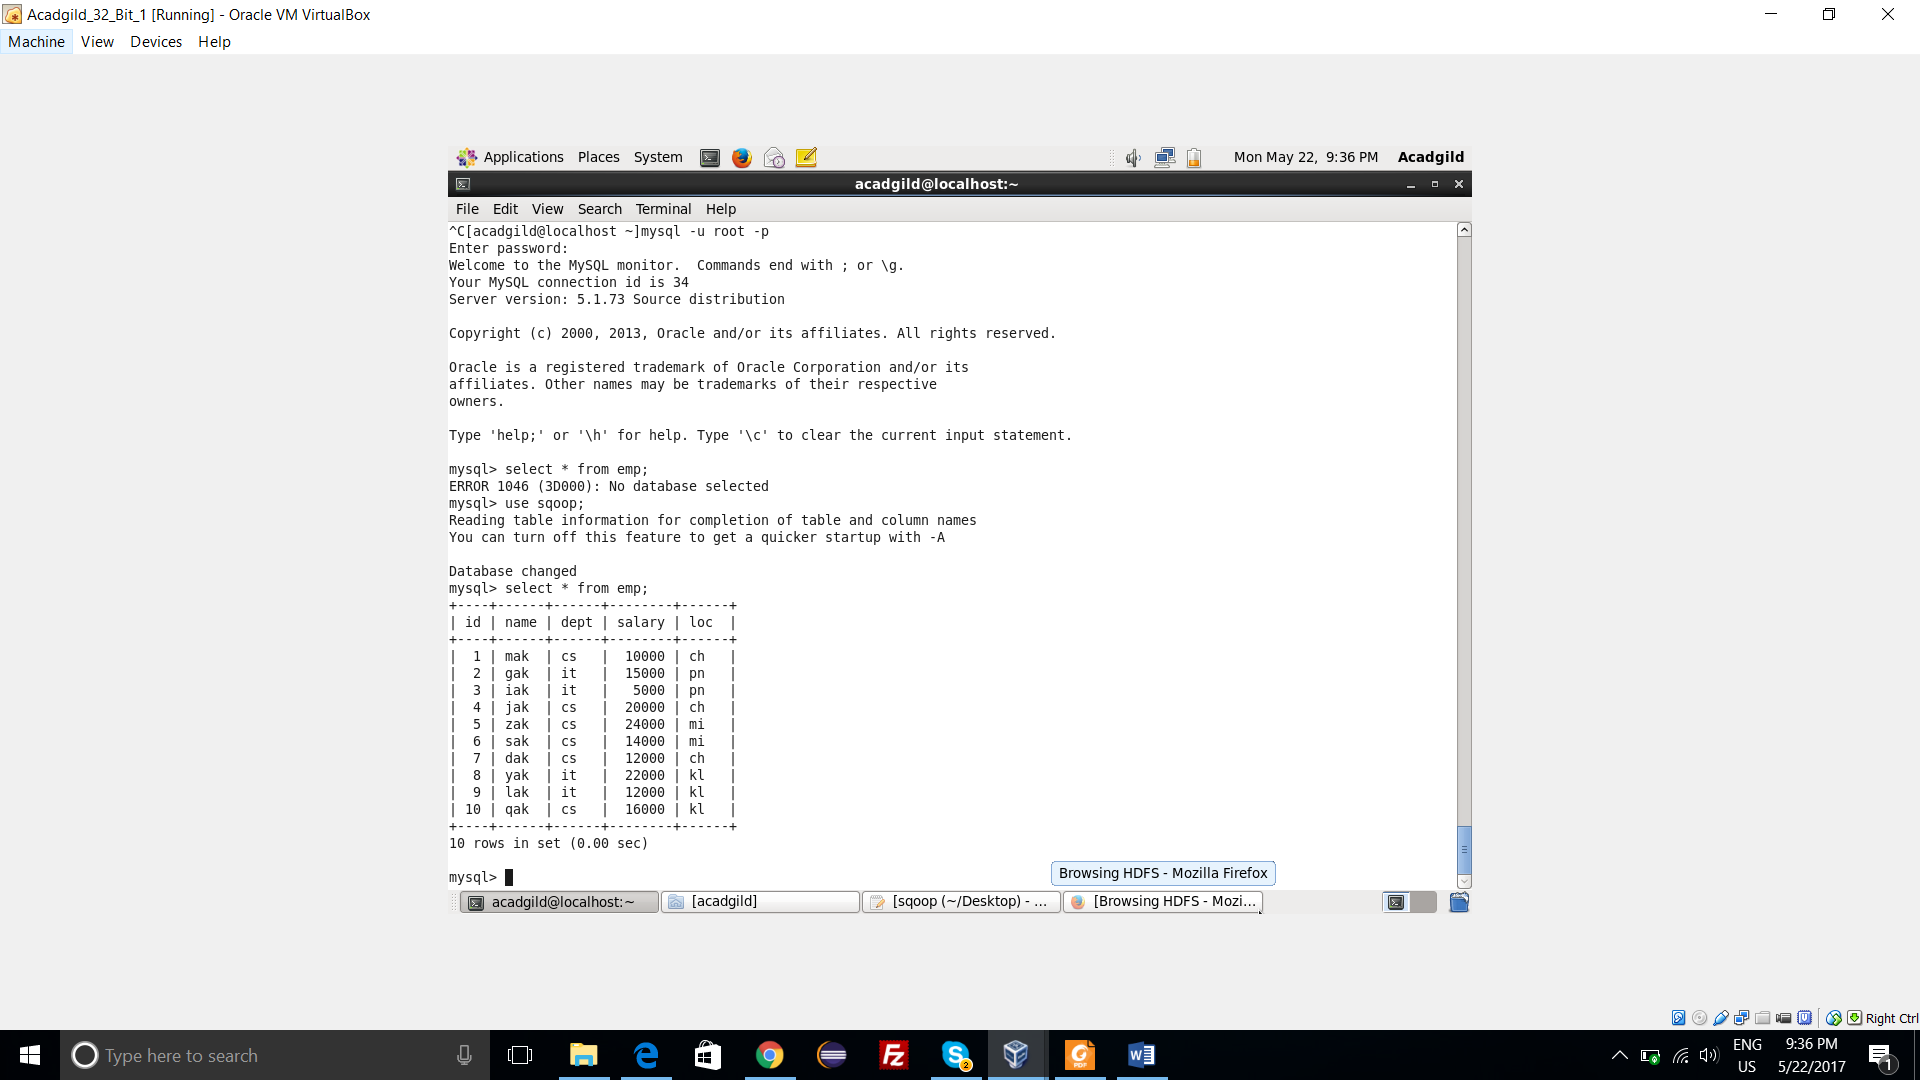 Acadgild_32_Bit_1 [Running] - Oracle VM VirtualBox
Machine View Devices Help
Applications Places System Mon May 22, 9:36 PM Acadgild
acadgild@localhost:~
File Edit View Search Terminal Help
^C[acadgild@localhost ~]mysql -u root -p
Enter password:
Welcome to the MySQL monitor.  Commands end with ; or \g.
Your MySQL connection id is 34
Server version: 5.1.73 Source distribution
Copyright (c) 2000, 2013, Oracle and/or its affiliates. All rights reserved.
Oracle is a registered trademark of Oracle Corporation and/or its
affiliates. Other names may be trademarks of their respective
owners.
Type 'help;' or '\h' for help. Type '\c' to clear the current input statement.
mysql> select * from emp;
ERROR 1046 (3D000): No database selected
mysql> use sqoop;
Reading table information for completion of table and column names
You can turn off this feature to get a quicker startup with -A
Database changed
mysql> select * from emp;
+----+------+------+--------+------+
| id | name | dept | salary | loc  |
+----+------+------+--------+------+
|  1 | mak  | cs   |  10000 | ch   |
|  2 | gak  | it   |  15000 | pn   |
|  3 | iak  | it   |   5000 | pn   |
|  4 | jak  | cs   |  20000 | ch   |
|  5 | zak  | cs   |  24000 | mi   |
|  6 | sak  | cs   |  14000 | mi   |
|  7 | dak  | cs   |  12000 | ch   |
|  8 | yak  | it   |  22000 | kl   |
|  9 | lak  | it   |  12000 | kl   |
| 10 | qak  | cs   |  16000 | kl   |
+----+------+------+--------+------+
10 rows in set (0.00 sec)
mysql>
Browsing HDFS - Mozilla Firefox
acadgild@localhost:~ [acadgild] [sqoop (~/Desktop) - ... [Browsing HDFS - Mozi...
Right Ctrl
Type here to search
ENG
US
9:36 PM
5/22/2017
1
2